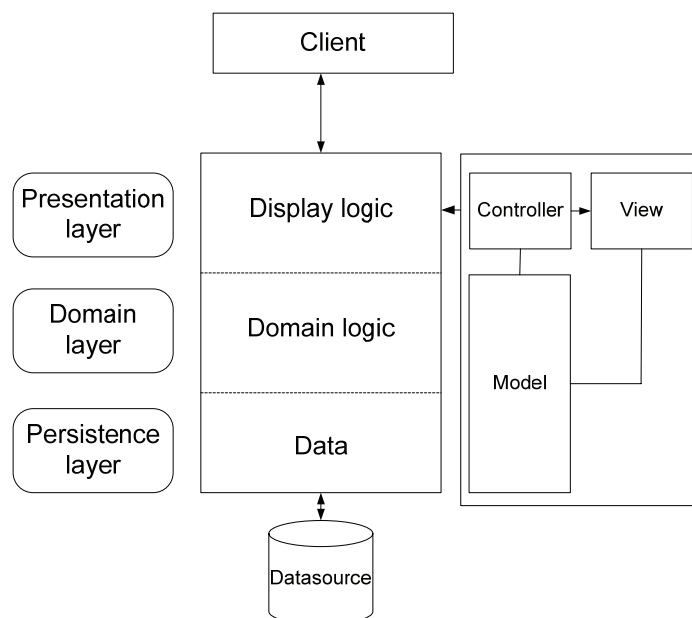 Client
Presentation
layer
Display logic
Controller
View
Domain
layer
Domain logic
Model
Persistence
layer
Data
Datasource